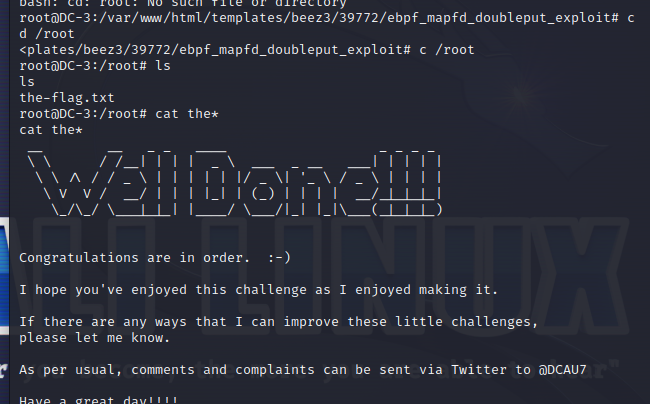 bash: cd: root: No such file or directory
root@DC-3:/var/www/html/templates/beez3/39772/ebpf_mapfd_doubleput_exploit# c
d /root
<plates/beez3/39772/ebpf_mapfd_doubleput_exploit# c /root
root@DC-3:/root# ls
ls
the-flag.txt
root@DC-3:/root# cat the*
cat the*
Well Done!!!!
Congratulations are in order.  :-)
I hope you've enjoyed this challenge as I enjoyed making it.
If there are any ways that I can improve these little challenges,
please let me know.
As per usual, comments and complaints can be sent via Twitter to @DCAU7
Have a great day!!!!